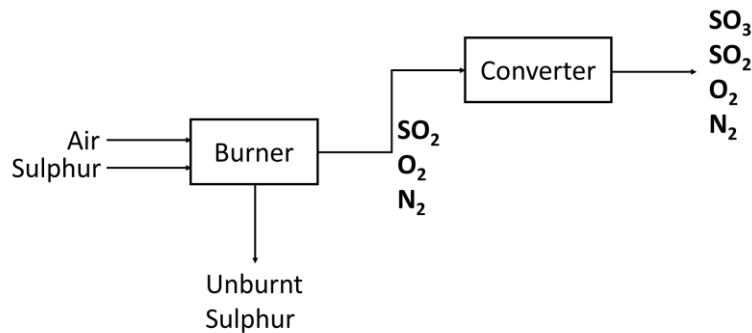 Air
Sulphur
Burner
Unburnt
Sulphur
SO₂
O₂
N₂
Converter
SO₃
SO₂
O₂
N₂